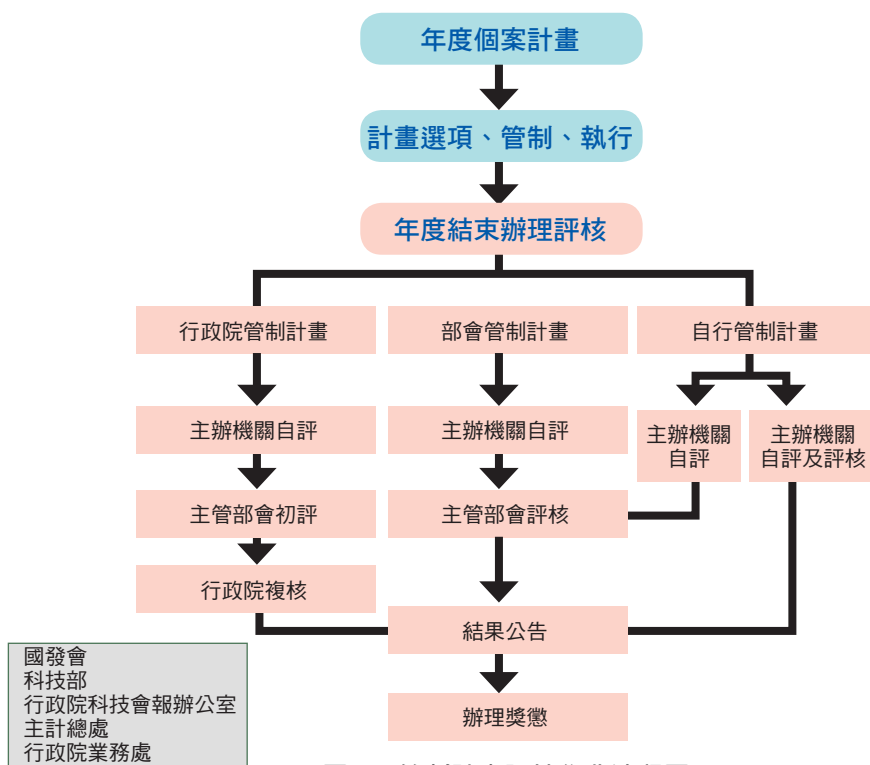 年度個案計畫
計畫選項、管制、執行
年度結束辦理評核
行政院管制計畫
部會管制計畫
自行管制計畫
主辦機關自評
主辦機關自評
主辦機關
自評
主辦機關
自評及評核
主管部會初評
主管部會評核
行政院複核
結果公告
辦理獎懲
國發會
科技部
行政院科技會報辦公室
主計總處
行政院業務處